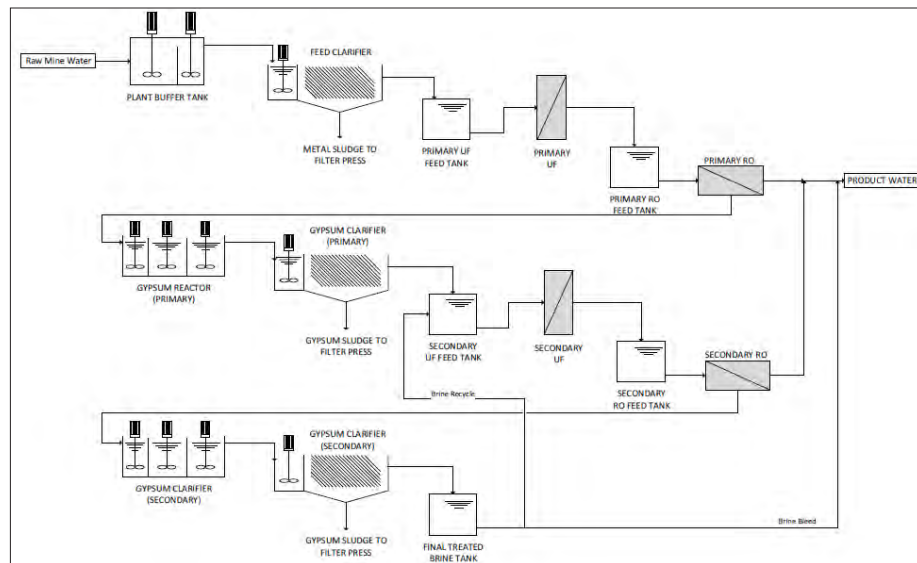 FEED CLARIFIER
Raw Mine Water
PLANT BUFFER TANK
METAL SLUDGE TO
FILTER PRESS
PRIMARY UF
FEED TANK
PRIMARY
UF
PRIMARY RO
PRIMARY RO
FEED TANK
PRODUCT WATER
GYPSUM CLARIFIER
(PRIMARY)
GYPSUM REACTOR
(PRIMARY)
GYPSUM SLUDGE TO
FILTER PRESS
SECONDARY
UF FEED TANK
SECONDARY
UF
SECONDARY RO
SECONDARY
RO FEED TANK
Brine Recycle
GYPSUM CLARIFIER
(SECONDARY)
GYPSUM CLARIFIER
(SECONDARY)
GYPSUM SLUDGE TO
FILTER PRESS
FINAL TREATED
BRINE TANK
Brine Bleed